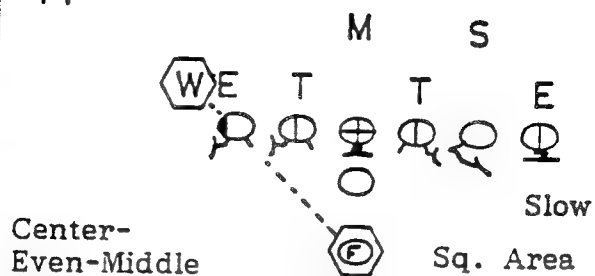 M S
W E T T E
Slow
F
Center-
Even-Middle
Sq. Area